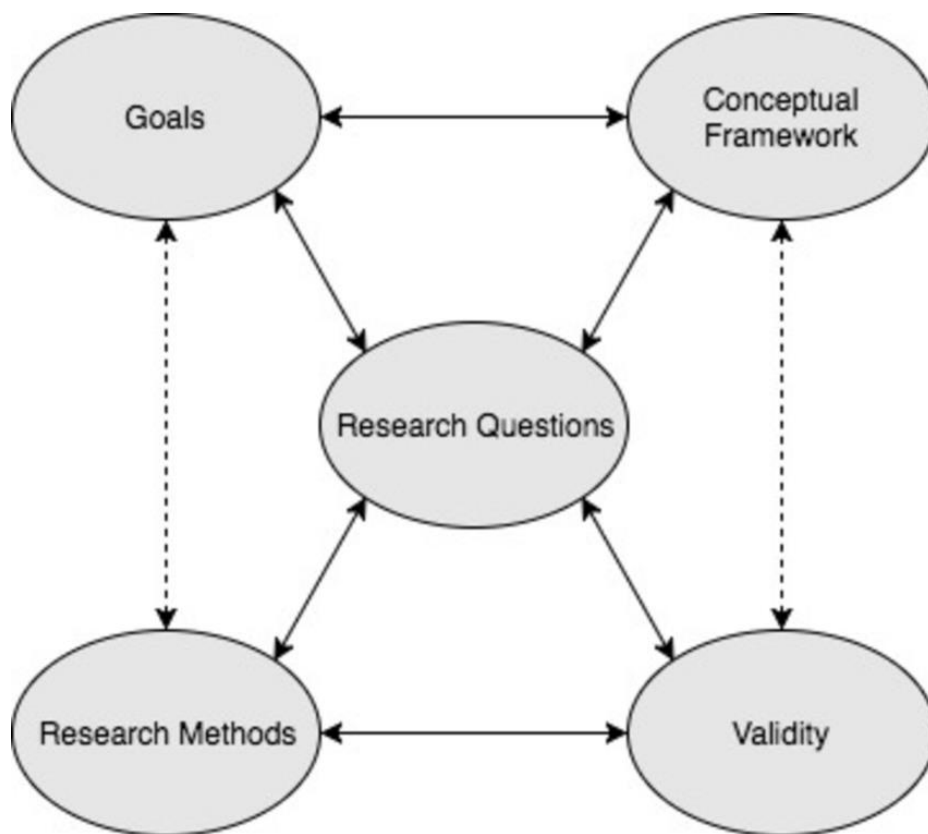 Goals
Conceptual
Framework
Research Questions
Research Methods
Validity